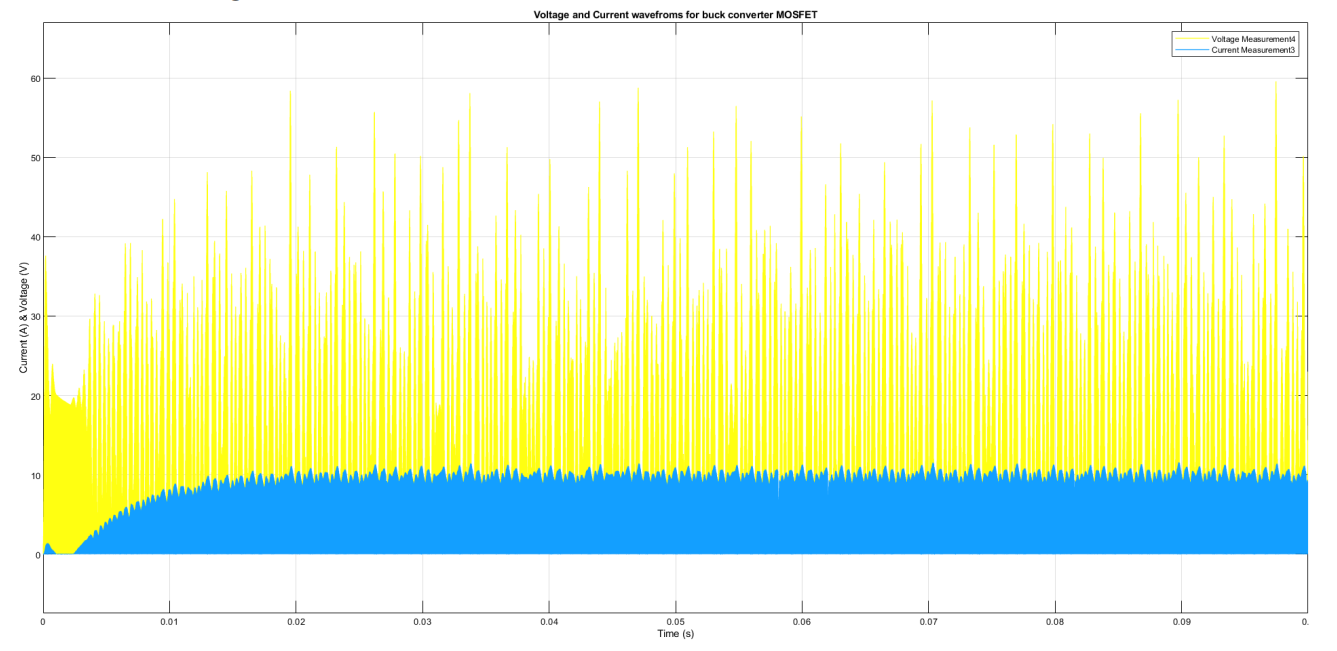 Voltage and Current wavefroms for buck converter MOSFET
Voltage Measurement4
Current Measurement3
Current (A) & Voltage (V)
60
50
40
30
20
10
0
0 0.01 0.02 0.03 0.04 0.05 0.06 0.07 0.08 0.09 0.
Time (s)